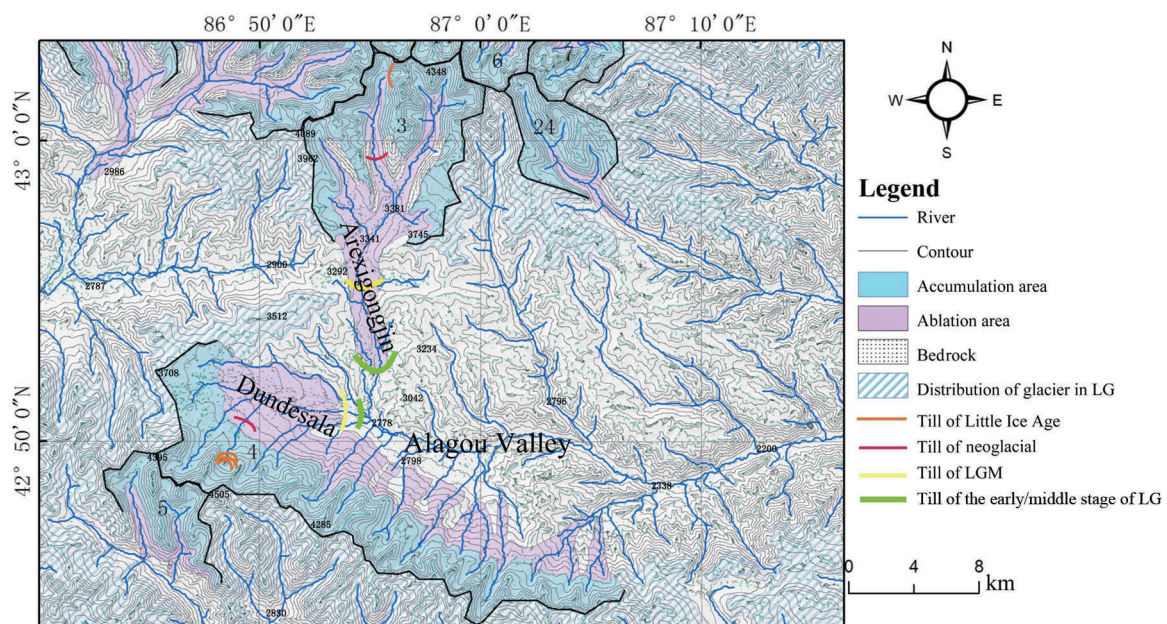 86° 50′ 0″E
87° 0′ 0″E
87° 10′ 0″E
N
W
E
S
43° 0′ 0″N
42° 50′ 0″N
6
7
4348
3
24
4089
3962
2986
3381
3341
3745
Arexigongjin
2900
3292
2787
3512
3234
3708
Dundesala
3042
2796
2778
Alagou Valley
4
2798
2200
4395
4505
2338
5
4285
2830
Legend
River
Contour
Accumulation area
Ablation area
Bedrock
Distribution of glacier in LG
Till of Little Ice Age
Till of neoglacial
Till of LGM
Till of the early/middle stage of LG
0
4
8
km